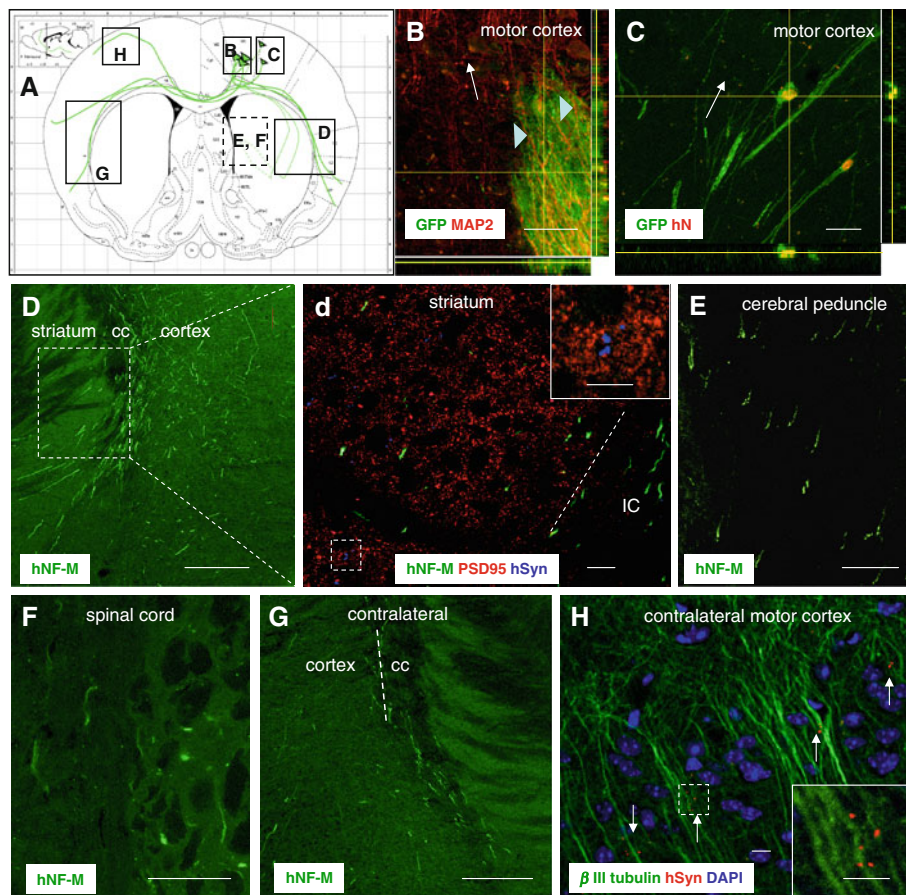 A
H
B
C
D
E, F
G
B
motor cortex
GFP MAP2
C
motor cortex
GFP hN
D
striatum cc cortex
hNF-M
d
striatum
IC
hNF-M PSD95 hSyn
E
cerebral peduncle
hNF-M
F
spinal cord
hNF-M
G
contralateral
cortex cc
hNF-M
H
contralateral motor cortex
β III tubulin hSyn DAPI